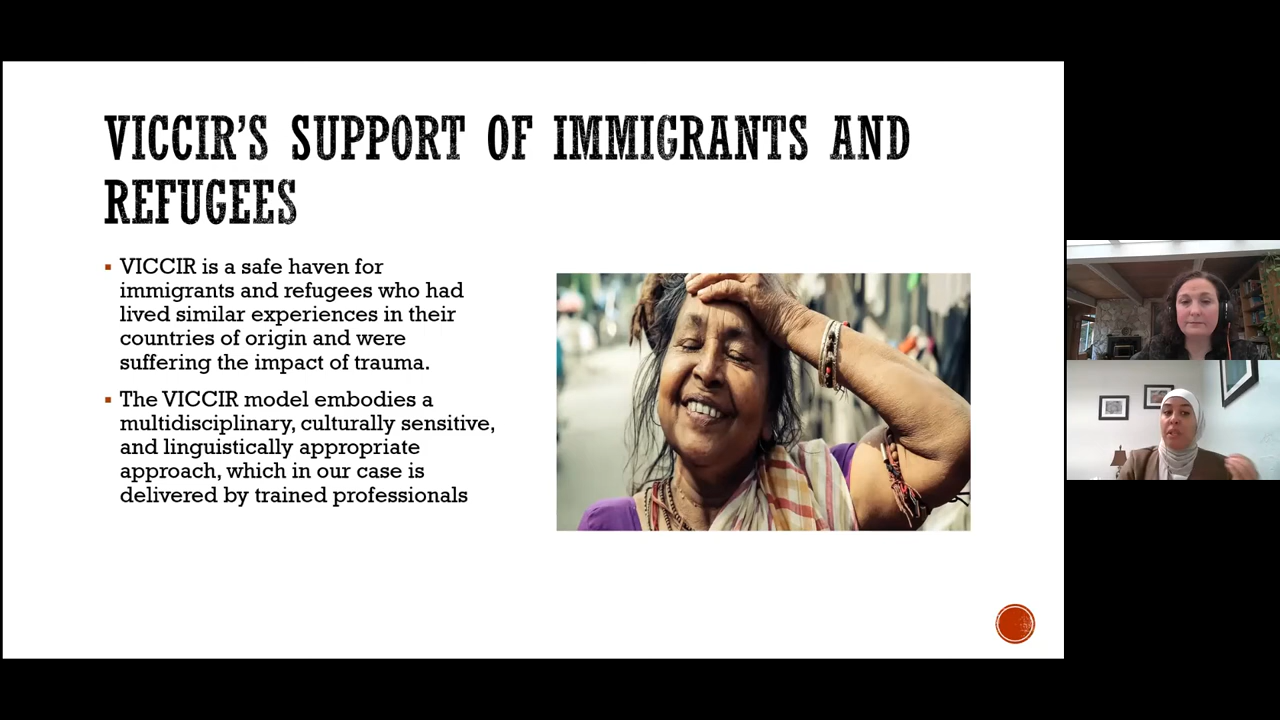 VICCIR'S SUPPORT OF IMMIGRANTS AND
REFUGEES
▪ VICCIR is a safe haven for
immigrants and refugees who had
lived similar experiences in their
countries of origin and were
suffering the impact of trauma.
▪ The VICCIR model embodies a
multidisciplinary, culturally sensitive,
and linguistically appropriate
approach, which in our case is
delivered by trained professionals